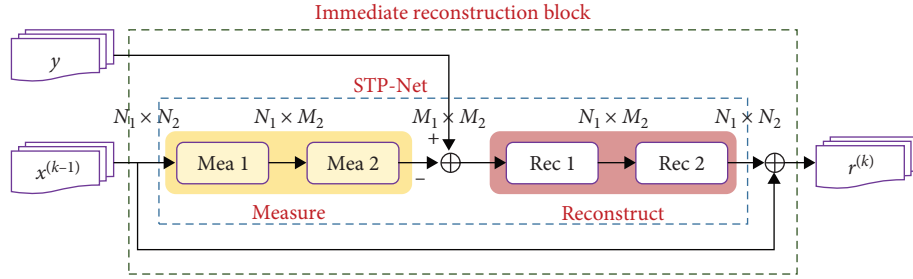 Immediate reconstruction block
y
STP-Net
N₁ × N₂
N₁ × M₂
M₁ × M₂
N₁ × M₂
N₁ × N₂
+
x⁽ᵏ⁻¹⁾
Mea 1
Mea 2
−
Rec 1
Rec 2
r⁽ᵏ⁾
Measure
Reconstruct